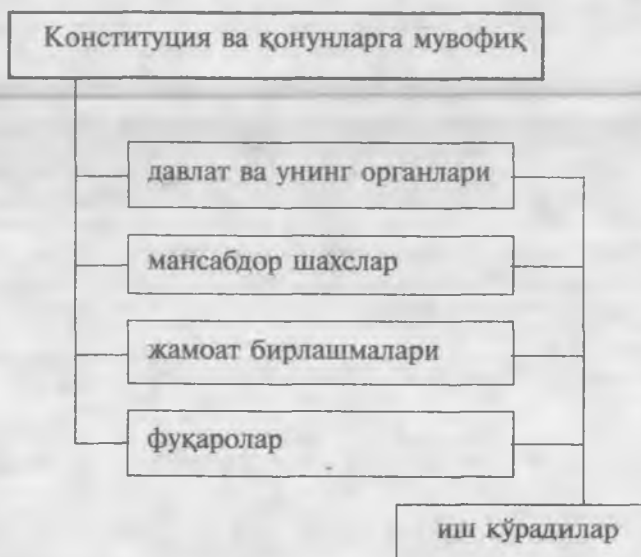 Конституция ва қонунларга мувофиқ
давлат ва унинг органлари
мансабдор шахслар
жамоат бирлашмалари
фуқаролар
иш кўрадилар